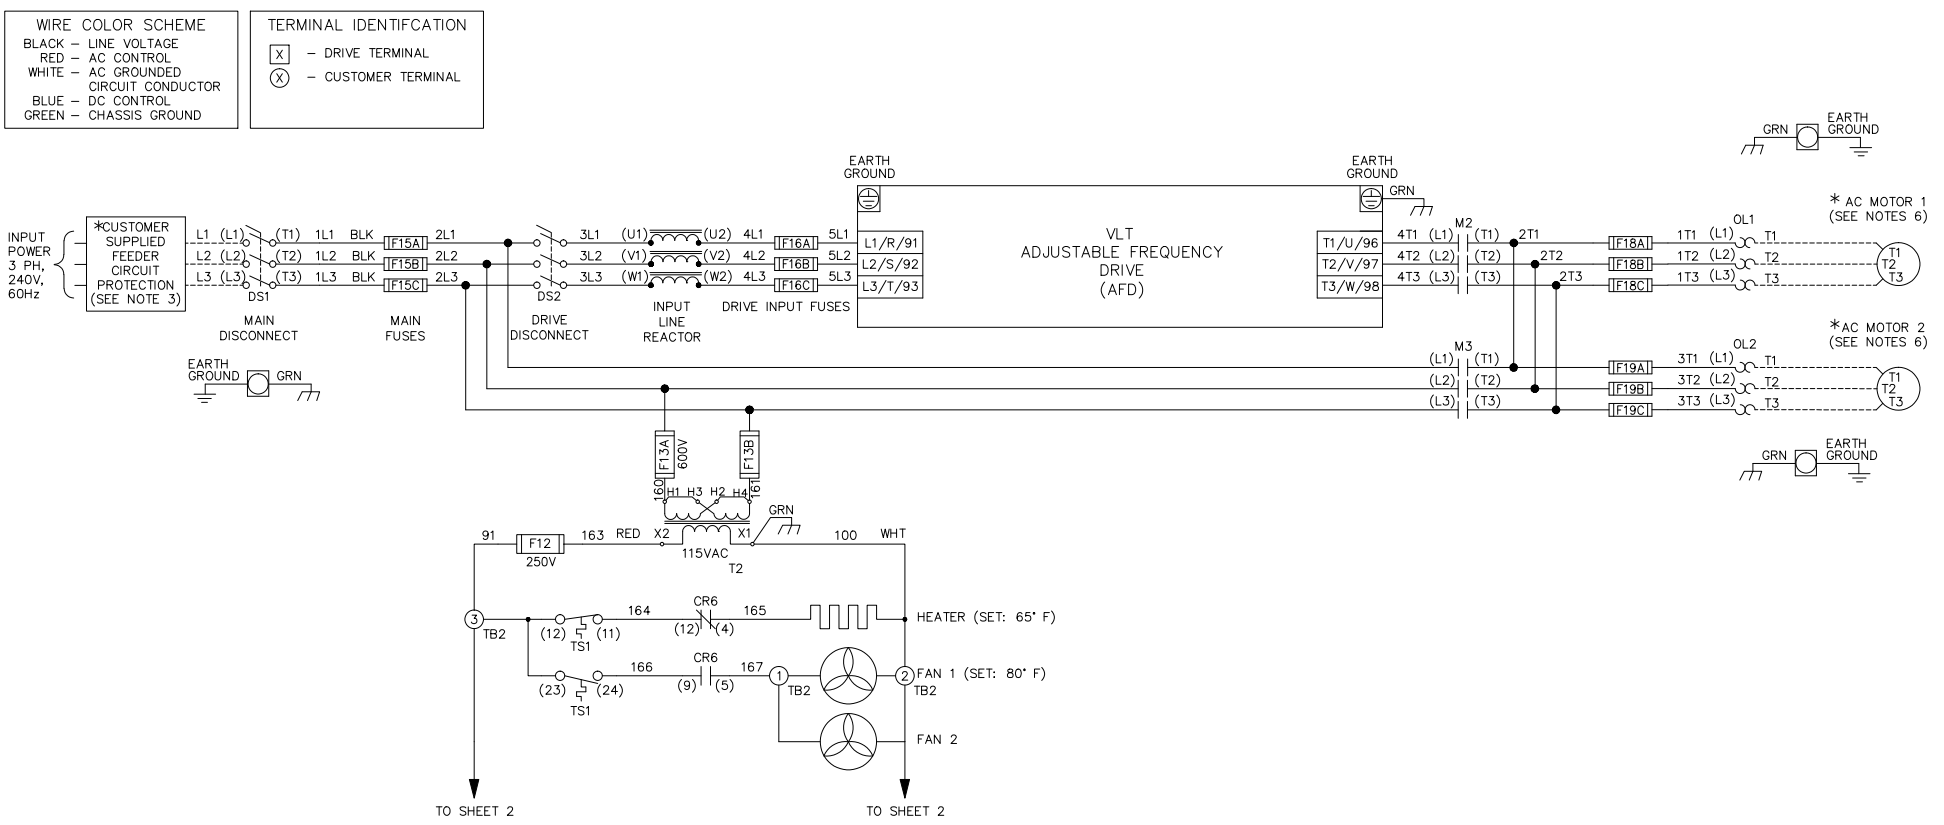 WIRE COLOR SCHEME
BLACK – LINE VOLTAGE
RED – AC CONTROL
WHITE – AC GROUNDED
CIRCUIT CONDUCTOR
BLUE – DC CONTROL
GREEN – CHASSIS GROUND
TERMINAL IDENTIFCATION
X – DRIVE TERMINAL
X – CUSTOMER TERMINAL
GRN EARTH
GROUND
EARTH
GROUND
EARTH
GROUND
GRN
INPUT
POWER
3 PH,
240V,
60Hz
*CUSTOMER
SUPPLIED
FEEDER
CIRCUIT
PROTECTION
(SEE NOTE 3)
L1 (L1) (T1) 1L1 BLK F15A 2L1 3L1 (U1) (U2) 4L1 F16A 5L1 L1/R/91
L2 (L2) (T2) 1L2 BLK F15B 2L2 3L2 (V1) (V2) 4L2 F16B 5L2 L2/S/92
L3 (L3) (T3) 1L3 BLK F15C 2L3 3L3 (W1) (W2) 4L3 F16C 5L3 L3/T/93
DS1
MAIN
DISCONNECT
MAIN
FUSES
DS2
DRIVE
DISCONNECT
INPUT
LINE
REACTOR
DRIVE INPUT FUSES
VLT
ADJUSTABLE FREQUENCY
DRIVE
(AFD)
M2
OL1
T1/U/96 4T1 (L1) (T1) 2T1 F18A 1T1 (L1) T1
T2/V/97 4T2 (L2) (T2) 2T2 F18B 1T2 (L2) T2
T3/W/98 4T3 (L3) (T3) 2T3 F18C 1T3 (L3) T3
* AC MOTOR 1
(SEE NOTES 6)
T1
T2
T3
*AC MOTOR 2
(SEE NOTES 6)
M3
OL2
(L1) (T1) F19A 3T1 (L1) T1
(L2) (T2) F19B 3T2 (L2) T2
(L3) (T3) F19C 3T3 (L3) T3
T1
T2
T3
EARTH
GROUND GRN
GRN EARTH
GROUND
F13A
600V
F13B
160
161
H1 H3 H2 H4
GRN
91 F12 163 RED X2 X1 100 WHT
250V
115VAC
T2
3
TB2
(12) (11)
TS1
164
CR6
(12) (4)
165
HEATER (SET: 65° F)
(23) (24)
TS1
166
CR6
(9) (5)
167
1
TB2
2
TB2
FAN 1 (SET: 80° F)
FAN 2
TO SHEET 2
TO SHEET 2